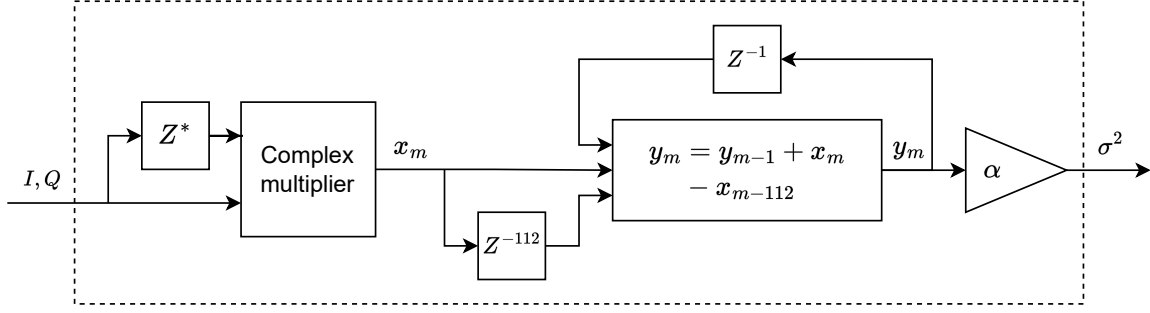 I, Q
Z*
Complex
multiplier
x_m
Z^{-112}
Z^{-1}
y_m = y_{m-1} + x_m
- x_{m-112}
y_m
α
σ^2